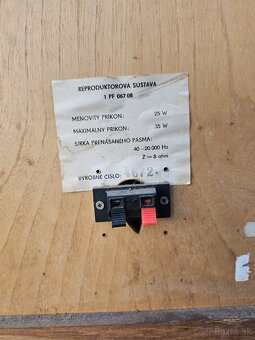 REPRODUKTOROVÁ SÚSTAVA
1 PF 067 08
MENOVITÝ PRÍKON: 25 W
MAXIMÁLNY PRÍKON: 35 W
ŠÍRKA PRENÁŠANÉHO PÁSMA:
40–20 000 Hz
Z = 8 ohm
VÝROBNÉ ČÍSLO: